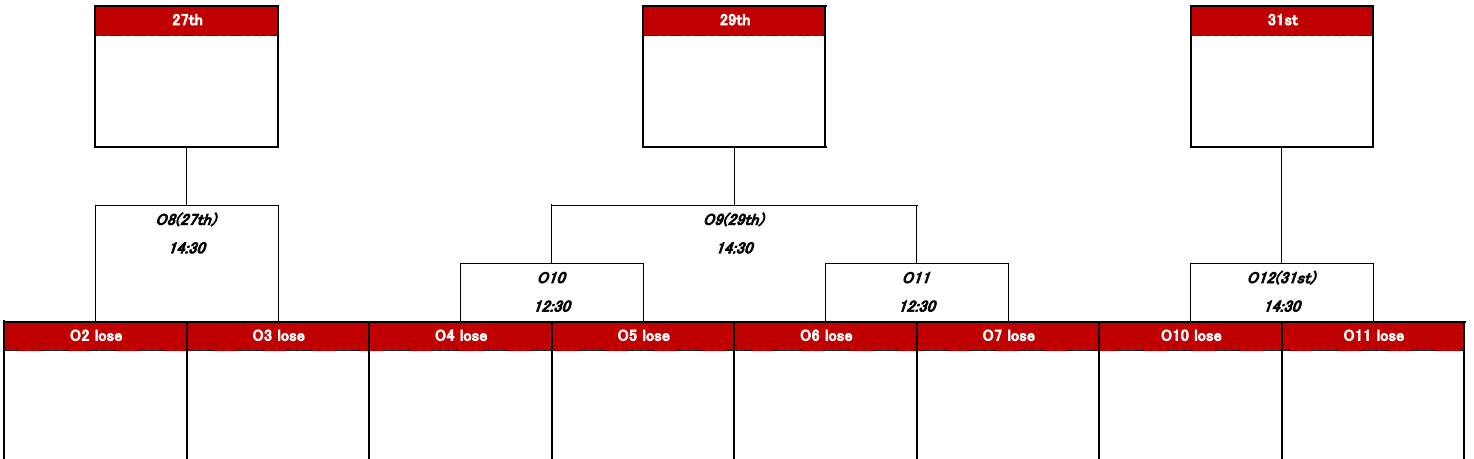 27th
29th
31st
O8(27th)
14:30
O9(29th)
14:30
O10
12:30
O11
12:30
O12(31st)
14:30
O2 lose
O3 lose
O4 lose
O5 lose
O6 lose
O7 lose
O10 lose
O11 lose